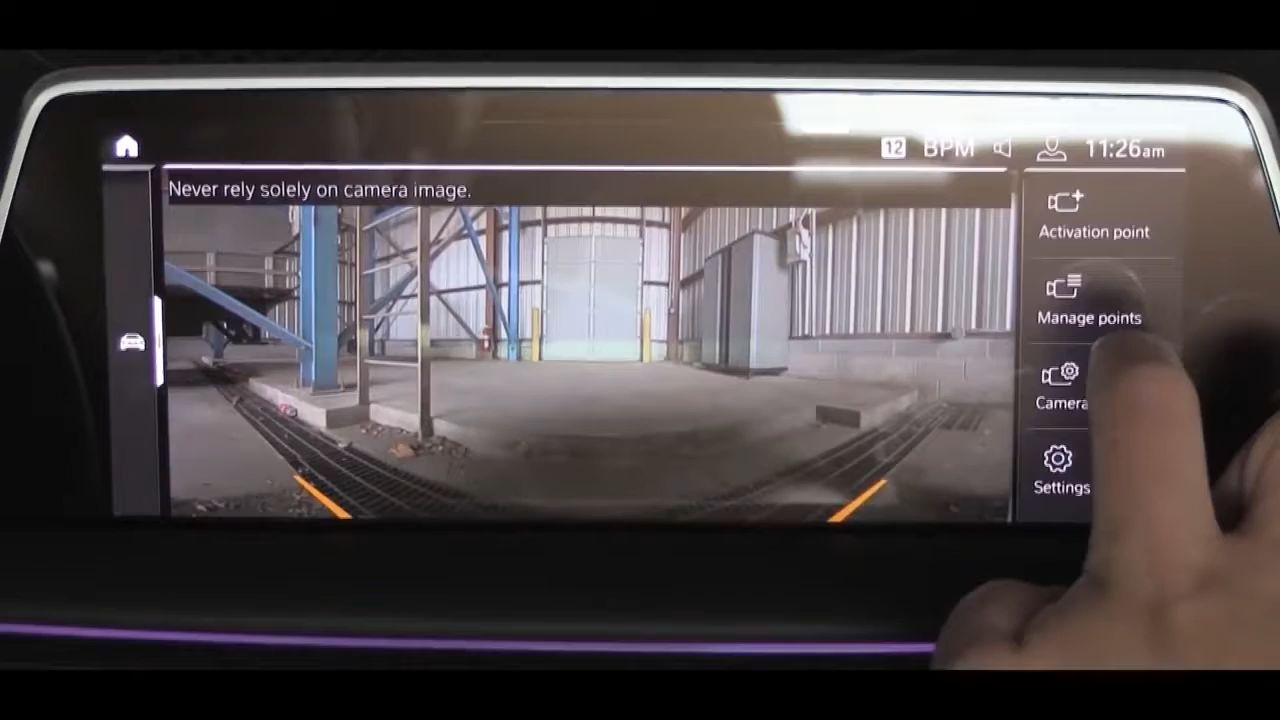 12 BPM 11:26am
Never rely solely on camera image.
Activation point
Manage points
Camera
Settings